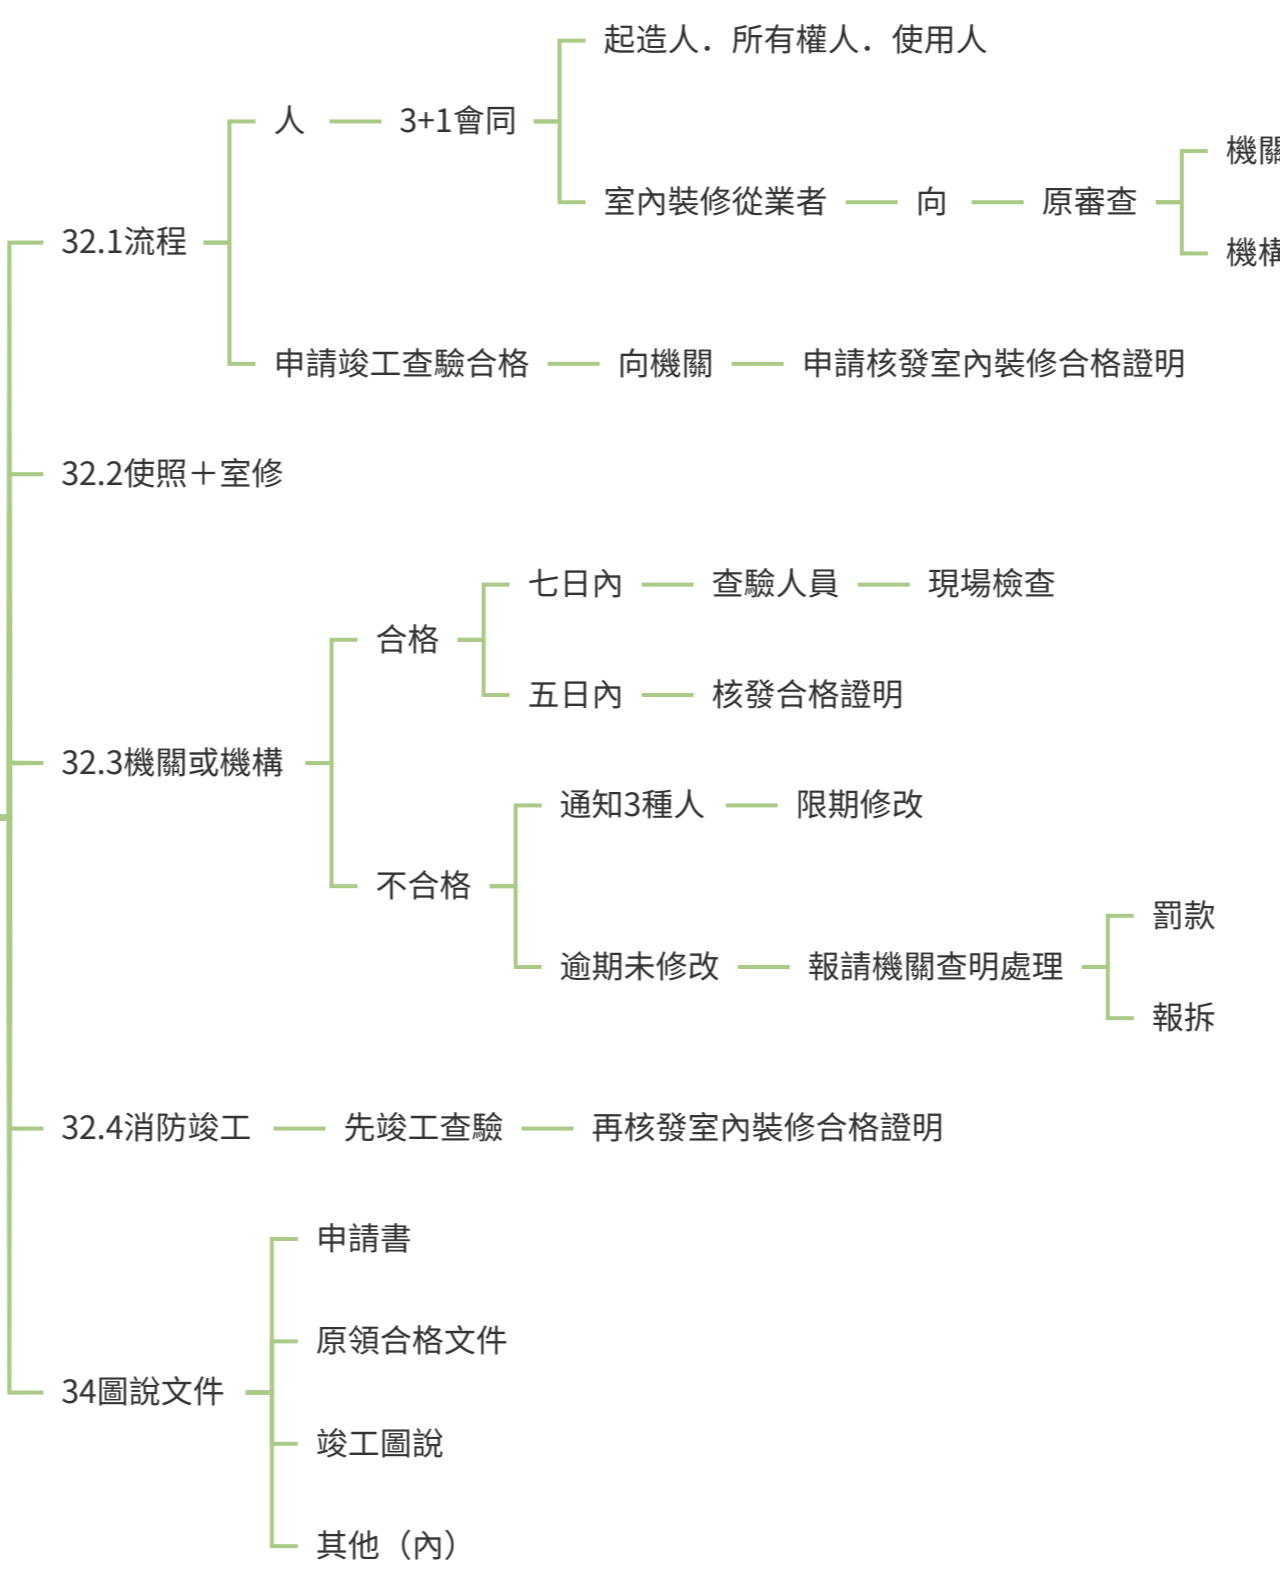 起造人．所有權人．使用人
人
3+1會同
室內裝修從業者
向
原審查
機關
機構
32.1流程
申請竣工查驗合格
向機關
申請核發室內裝修合格證明
32.2使照＋室修
32.3機關或機構
合格
七日內
查驗人員
現場檢查
五日內
核發合格證明
不合格
通知3種人
限期修改
逾期未修改
報請機關查明處理
罰款
報拆
32.4消防竣工
先竣工查驗
再核發室內裝修合格證明
34圖說文件
申請書
原領合格文件
竣工圖說
其他（內）